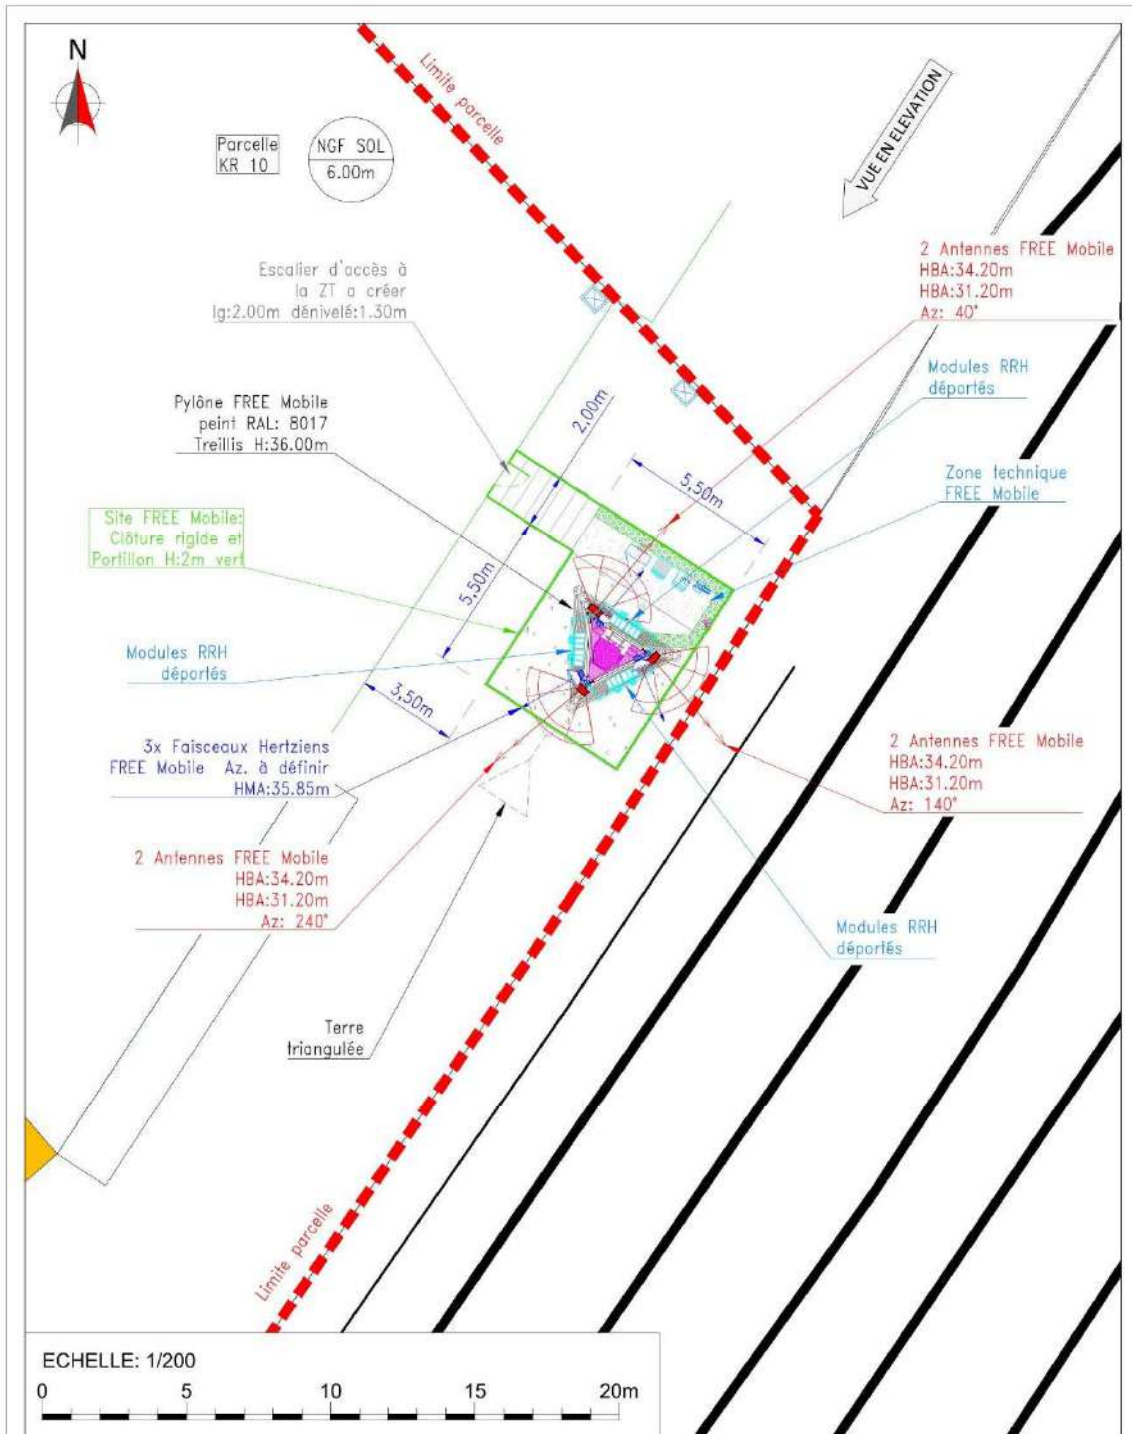 N
Limite parcelle
VUE EN ELEVATION
Parcelle
KR 10
NGF SOL
6.00m
2 Antennes FREE Mobile
HBA:34.20m
HBA:31.20m
Az: 40°
Escalier d'accès à
la ZT a créer
lg:2.00m dénivelé:1.30m
Modules RRH
déportés
Pylône FREE Mobile
peint RAL: 8017
Treillis H:36.00m
2,00m
5,50m
Zone technique
FREE Mobile
Site FREE Mobile:
Clôture rigide et
Portillon H:2m vert
5,50m
Modules RRH
déportés
3,50m
3x Faisceaux Hertziens
FREE Mobile Az. à définir
HMA:35.85m
2 Antennes FREE Mobile
HBA:34.20m
HBA:31.20m
Az: 140°
2 Antennes FREE Mobile
HBA:34.20m
HBA:31.20m
Az: 240°
Modules RRH
déportés
Terre
triangulée
Limite parcelle
ECHELLE: 1/200
0 5 10 15 20m